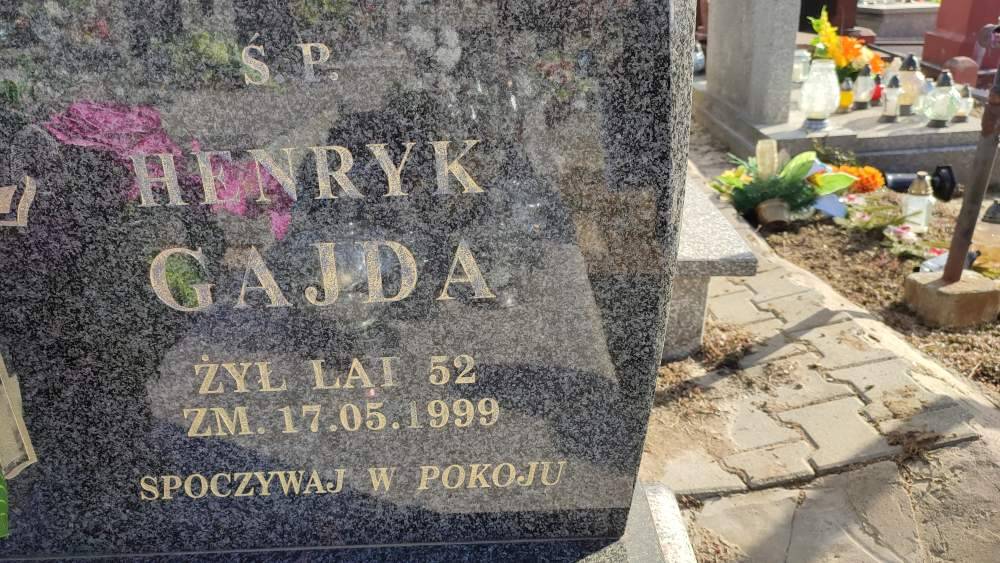 Ś. P.
HENRYK
GAJDA
ŻYŁ LAT 52
ZM. 17.05.1999
SPOCZYWAJ W POKOJU